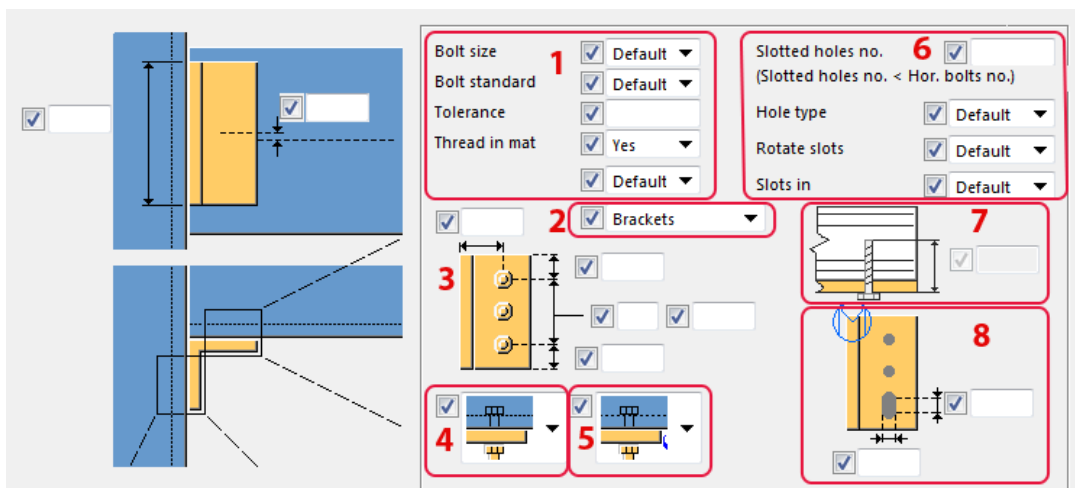 Bolt size 1 Default
Bolt standard Default
Tolerance
Thread in mat Yes
Default
Slotted holes no. 6
(Slotted holes no. < Hor. bolts no.)
Hole type Default
Rotate slots Default
Slots in Default
2 Brackets
3
4
5
7
8